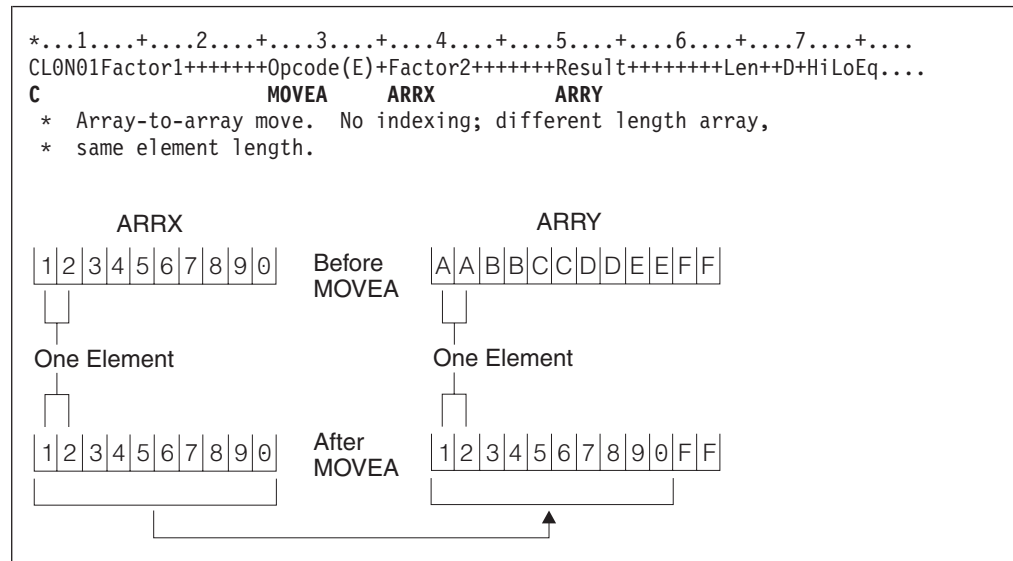 *...1....+....2....+....3....+....4....+....5....+....6....+....7....+....
CL0N01Factor1+++++++Opcode(E)+Factor2+++++++Result++++++++Len++D+HiLoEq....
C                   MOVEA     ARRX          ARRY
 *  Array-to-array move.  No indexing; different length array,
 *  same element length.
ARRX ARRY
1 2 3 4 5 6 7 8 9 0 Before MOVEA A A B B C C D D E E F F
One Element One Element
1 2 3 4 5 6 7 8 9 0 After MOVEA 1 2 3 4 5 6 7 8 9 0 F F